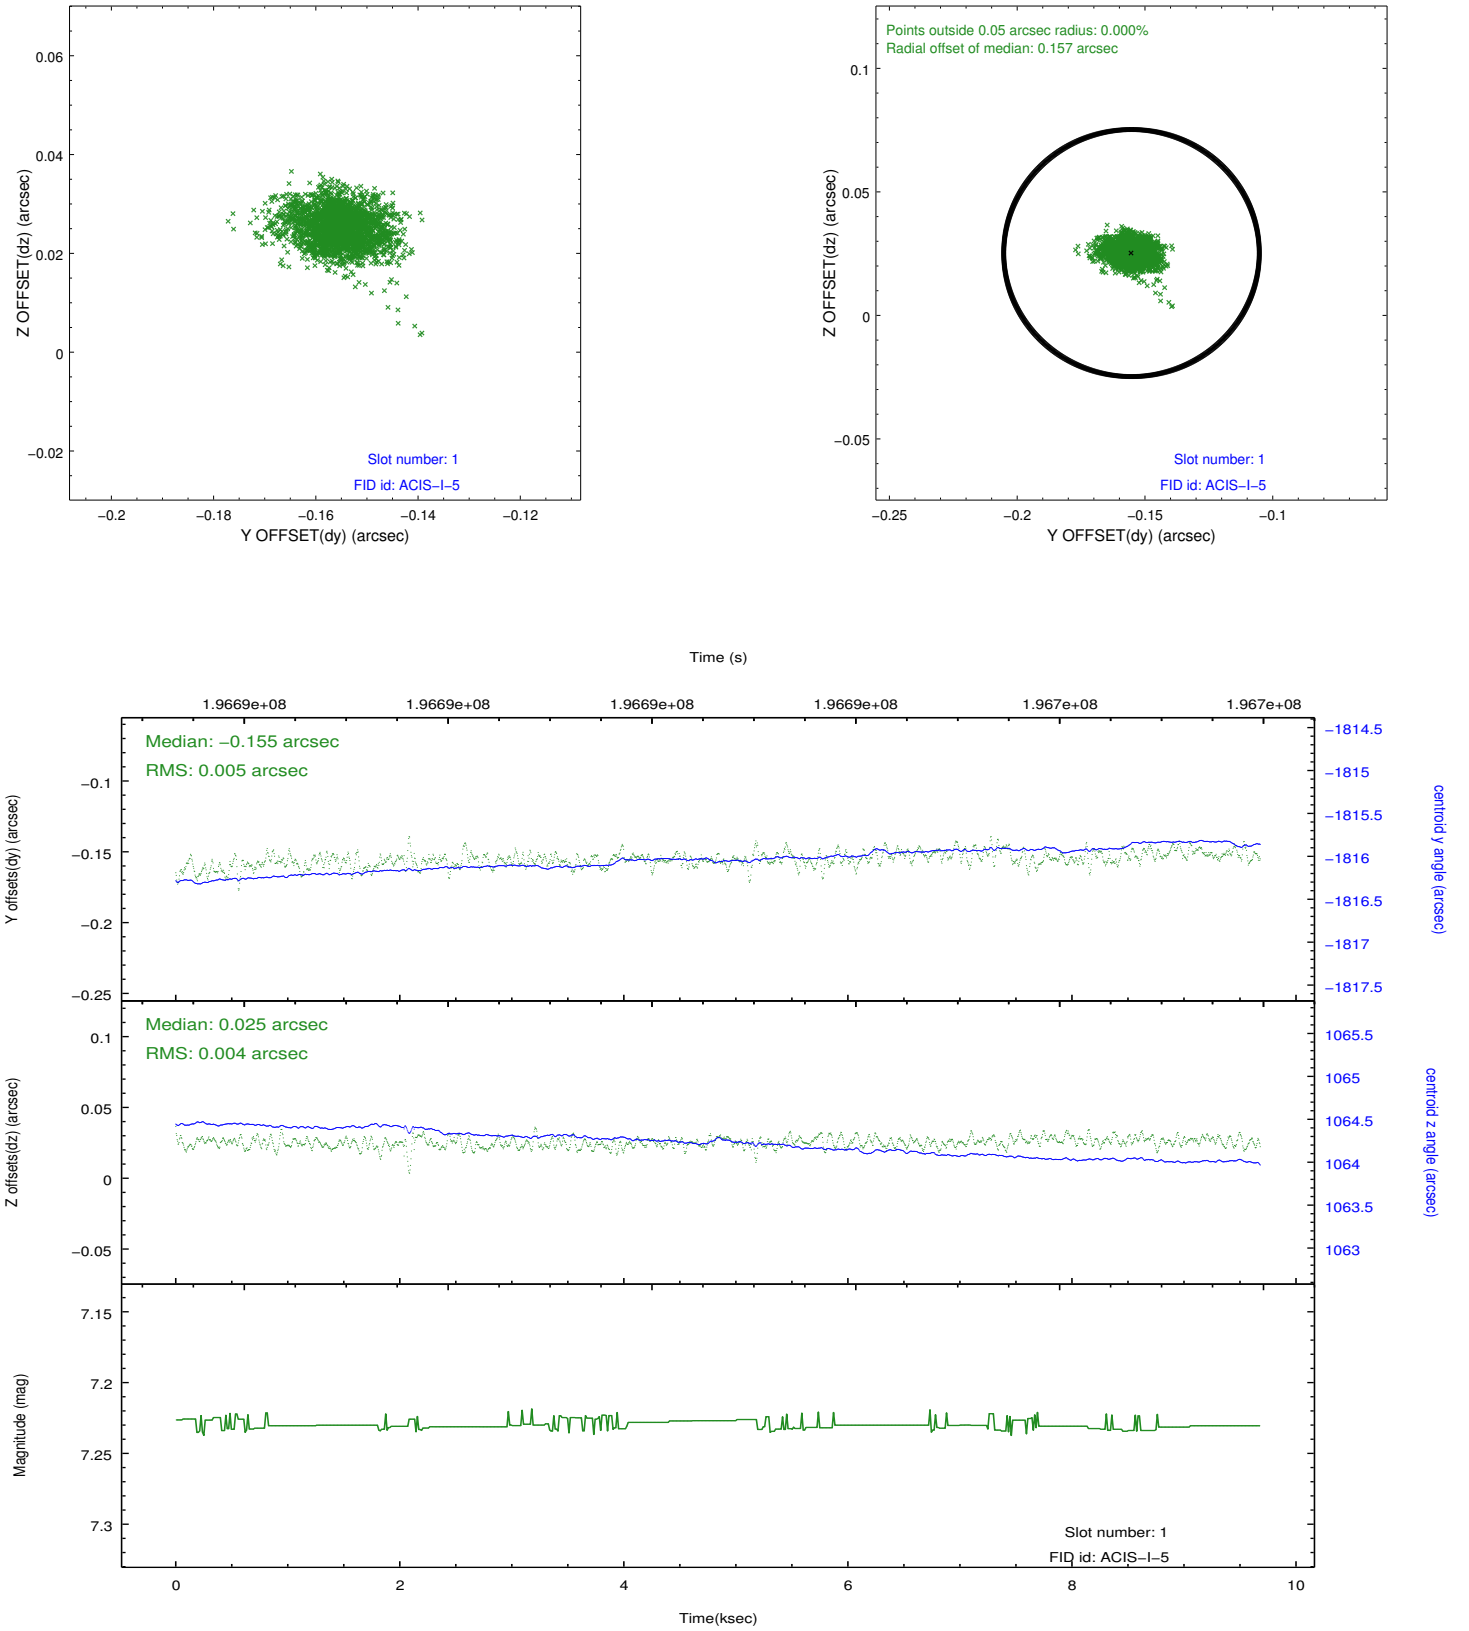 0.06
0.04
0.02
0
−0.02
Z OFFSET(dz) (arcsec)
Slot number: 1
FID id: ACIS−I−5
−0.2
−0.18
−0.16
−0.14
−0.12
Y OFFSET(dy) (arcsec)
Points outside 0.05 arcsec radius: 0.000%
Radial offset of median: 0.157 arcsec
0.1
0.05
0
−0.05
Z OFFSET(dz) (arcsec)
Slot number: 1
FID id: ACIS−I−5
−0.25
−0.2
−0.15
−0.1
Y OFFSET(dy) (arcsec)
Time (s)
1.9669e+08
1.9669e+08
1.9669e+08
1.9669e+08
1.967e+08
1.967e+08
Median: −0.155 arcsec
RMS: 0.005 arcsec
−0.1
−0.15
−0.2
−0.25
Y offsets(dy) (arcsec)
−1814.5
−1815
−1815.5
−1816
−1816.5
−1817
−1817.5
centroid y angle (arcsec)
Median: 0.025 arcsec
RMS: 0.004 arcsec
0.1
0.05
0
−0.05
Z offsets(dz) (arcsec)
1065.5
1065
1064.5
1064
1063.5
1063
centroid z angle (arcsec)
7.15
7.2
7.25
7.3
Magnitude (mag)
Slot number: 1
FID id: ACIS−I−5
0
2
4
6
8
10
Time(ksec)